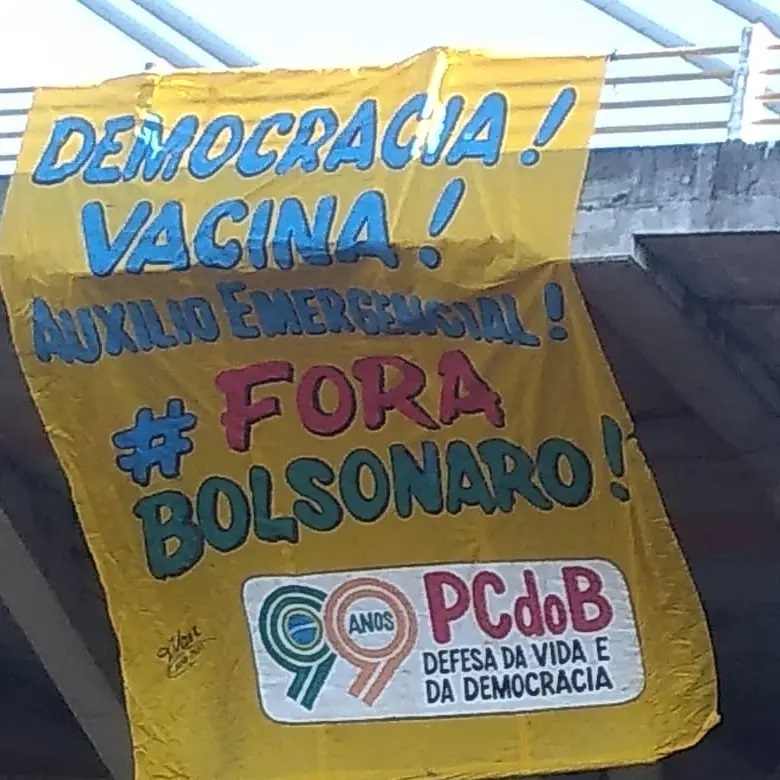 DEMOCRACIA!
VACINA!
AUXILIO EMERGENCIAL!
# FORA
BOLSONARO!
99 ANOS
PCdoB
DEFESA DA VIDA E
DA DEMOCRACIA